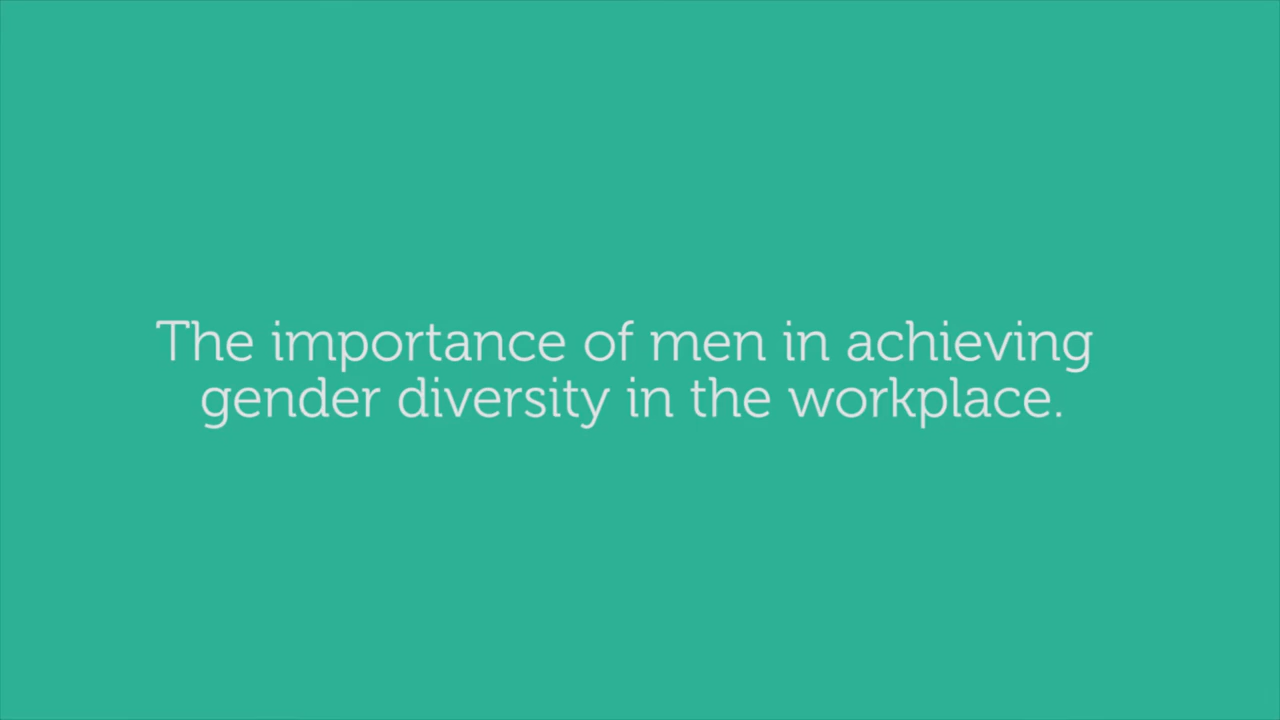 The importance of men in achieving
gender diversity in the workplace.